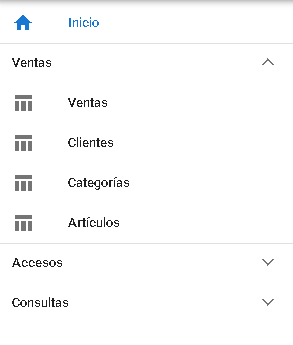 Inicio
Ventas
Ventas
Clientes
Categorías
Artículos
Accesos
Consultas